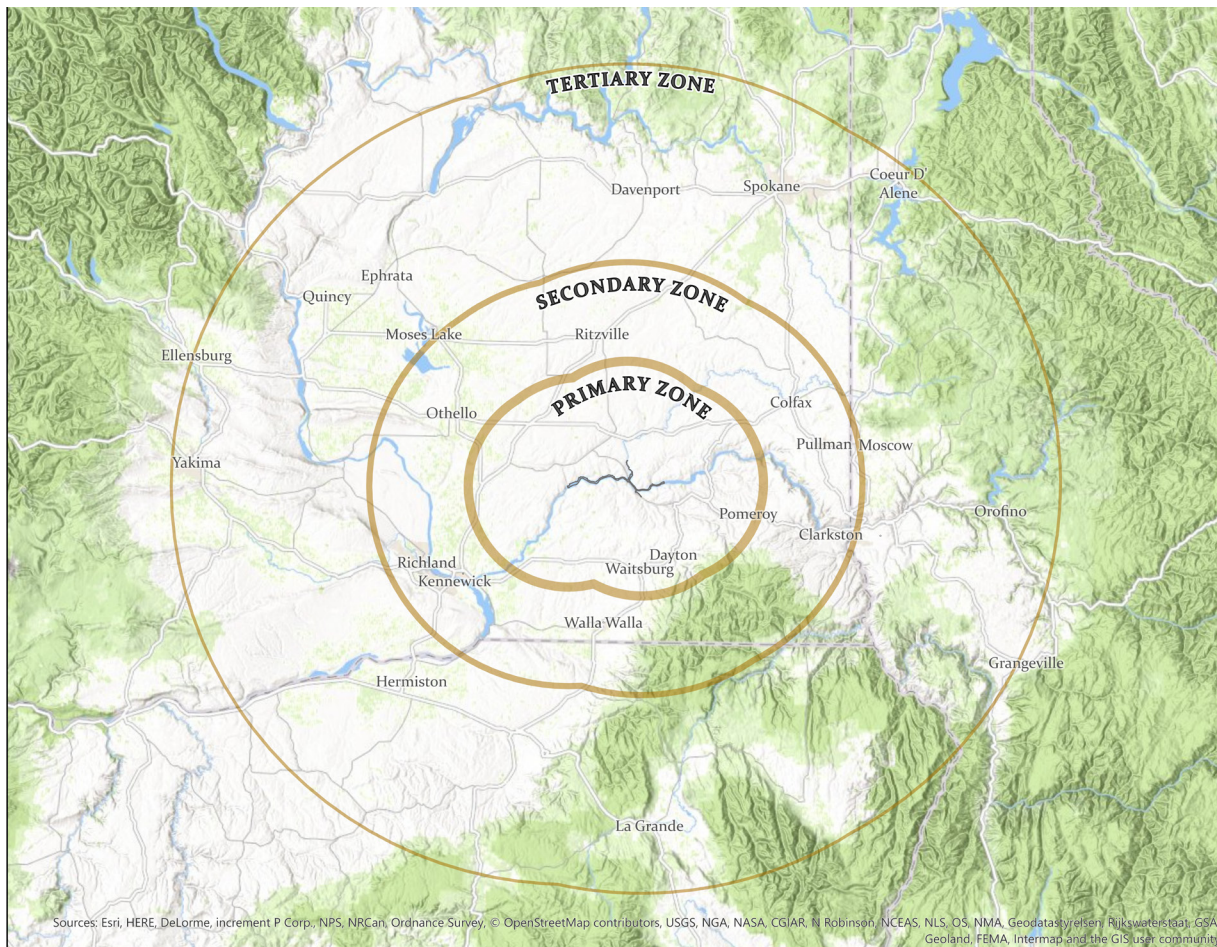 TERTIARY ZONE
Coeur D'
Alene
Davenport
Spokane
Ephrata
Quincy
SECONDARY ZONE
Moses Lake
Ritzville
Ellensburg
PRIMARY ZONE
Othello
Colfax
Pullman
Moscow
Yakima
Pomeroy
Orofino
Clarkston
Dayton
Richland
Waitsburg
Kennewick
Walla Walla
Grangeville
Hermiston
La Grande
Sources: Esri, HERE, DeLorme, increment P Corp., NPS, NRCan, Ordnance Survey, © OpenStreetMap contributors, USGS, NGA, NASA, CGIAR, N Robinson, NCEAS, NLS, OS, NMA, Geodatastyrelsen, Rijkswaterstaat, GSA,
Geoland, FEMA, Intermap and the GIS user community